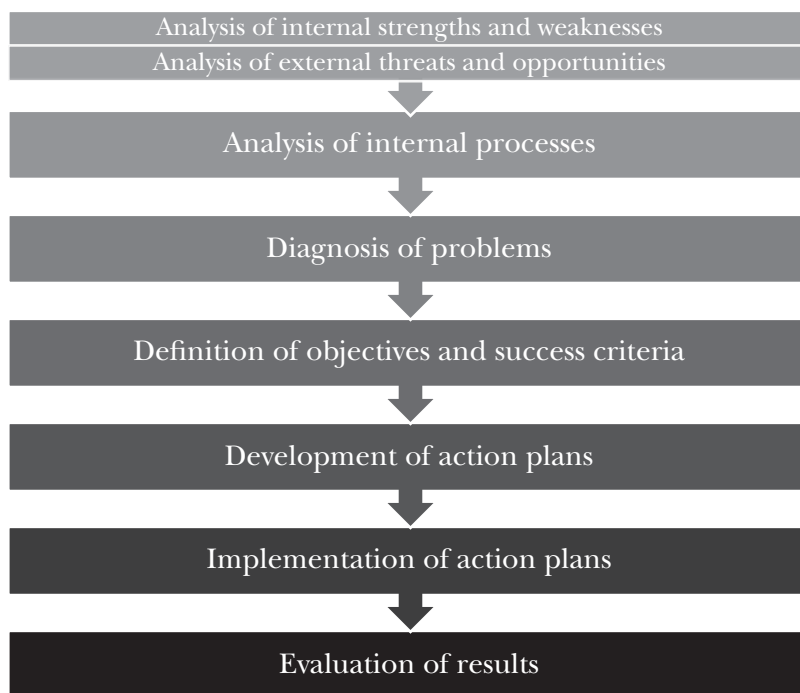 Analysis of internal strengths and weaknesses
Analysis of external threats and opportunities
Analysis of internal processes
Diagnosis of problems
Definition of objectives and success criteria
Development of action plans
Implementation of action plans
Evaluation of results